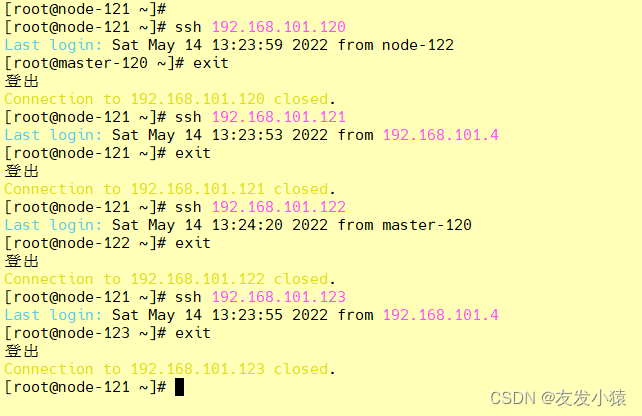 [root@node-121 ~]#
[root@node-121 ~]# ssh 192.168.101.120
Last login: Sat May 14 13:23:59 2022 from node-122
[root@master-120 ~]# exit
登出
Connection to 192.168.101.120 closed.
[root@node-121 ~]# ssh 192.168.101.121
Last login: Sat May 14 13:23:53 2022 from 192.168.101.4
[root@node-121 ~]# exit
登出
Connection to 192.168.101.121 closed.
[root@node-121 ~]# ssh 192.168.101.122
Last login: Sat May 14 13:24:20 2022 from master-120
[root@node-122 ~]# exit
登出
Connection to 192.168.101.122 closed.
[root@node-121 ~]# ssh 192.168.101.123
Last login: Sat May 14 13:23:55 2022 from 192.168.101.4
[root@node-123 ~]# exit
登出
Connection to 192.168.101.123 closed.
[root@node-121 ~]#
CSDN @友发小猿